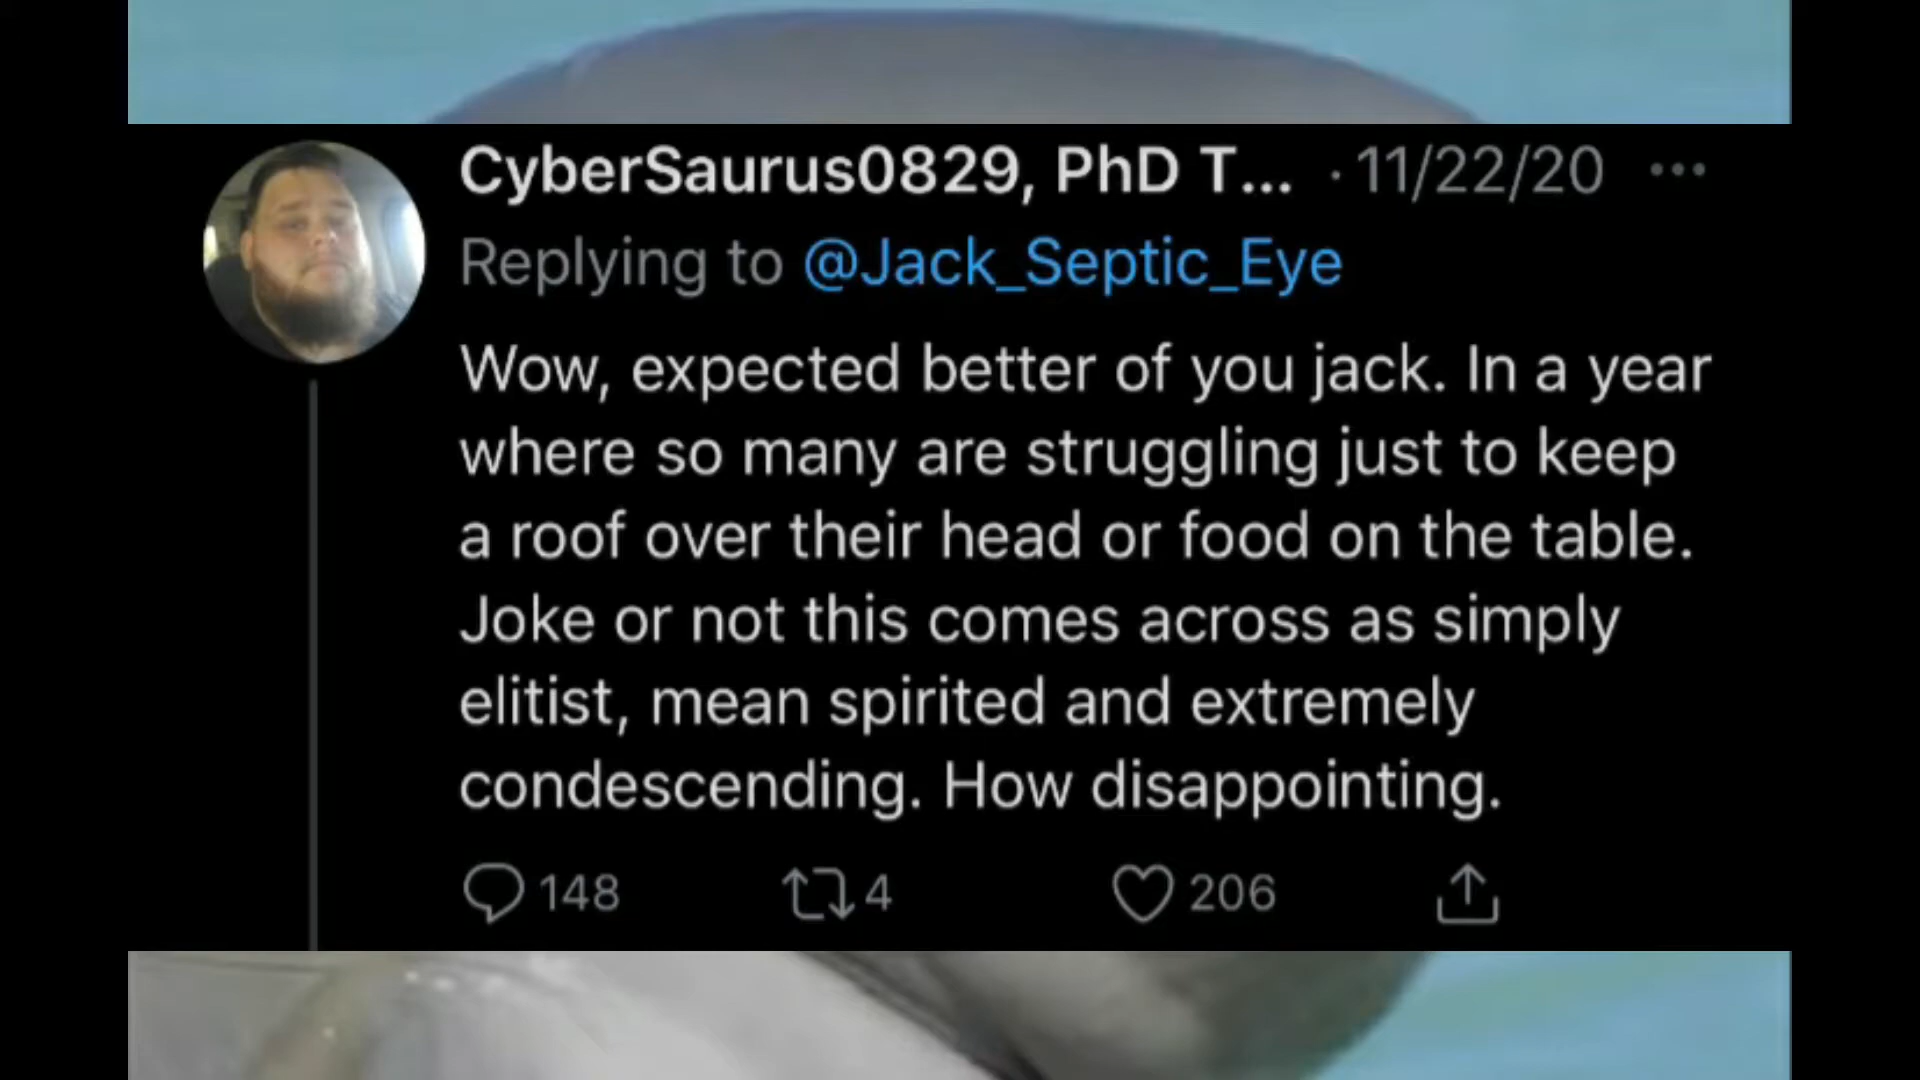 CyberSaurus0829, PhD T... · 11/22/20 •••
Replying to @Jack_Septic_Eye
Wow, expected better of you jack. In a year
where so many are struggling just to keep
a roof over their head or food on the table.
Joke or not this comes across as simply
elitist, mean spirited and extremely
condescending. How disappointing.
148 4 206